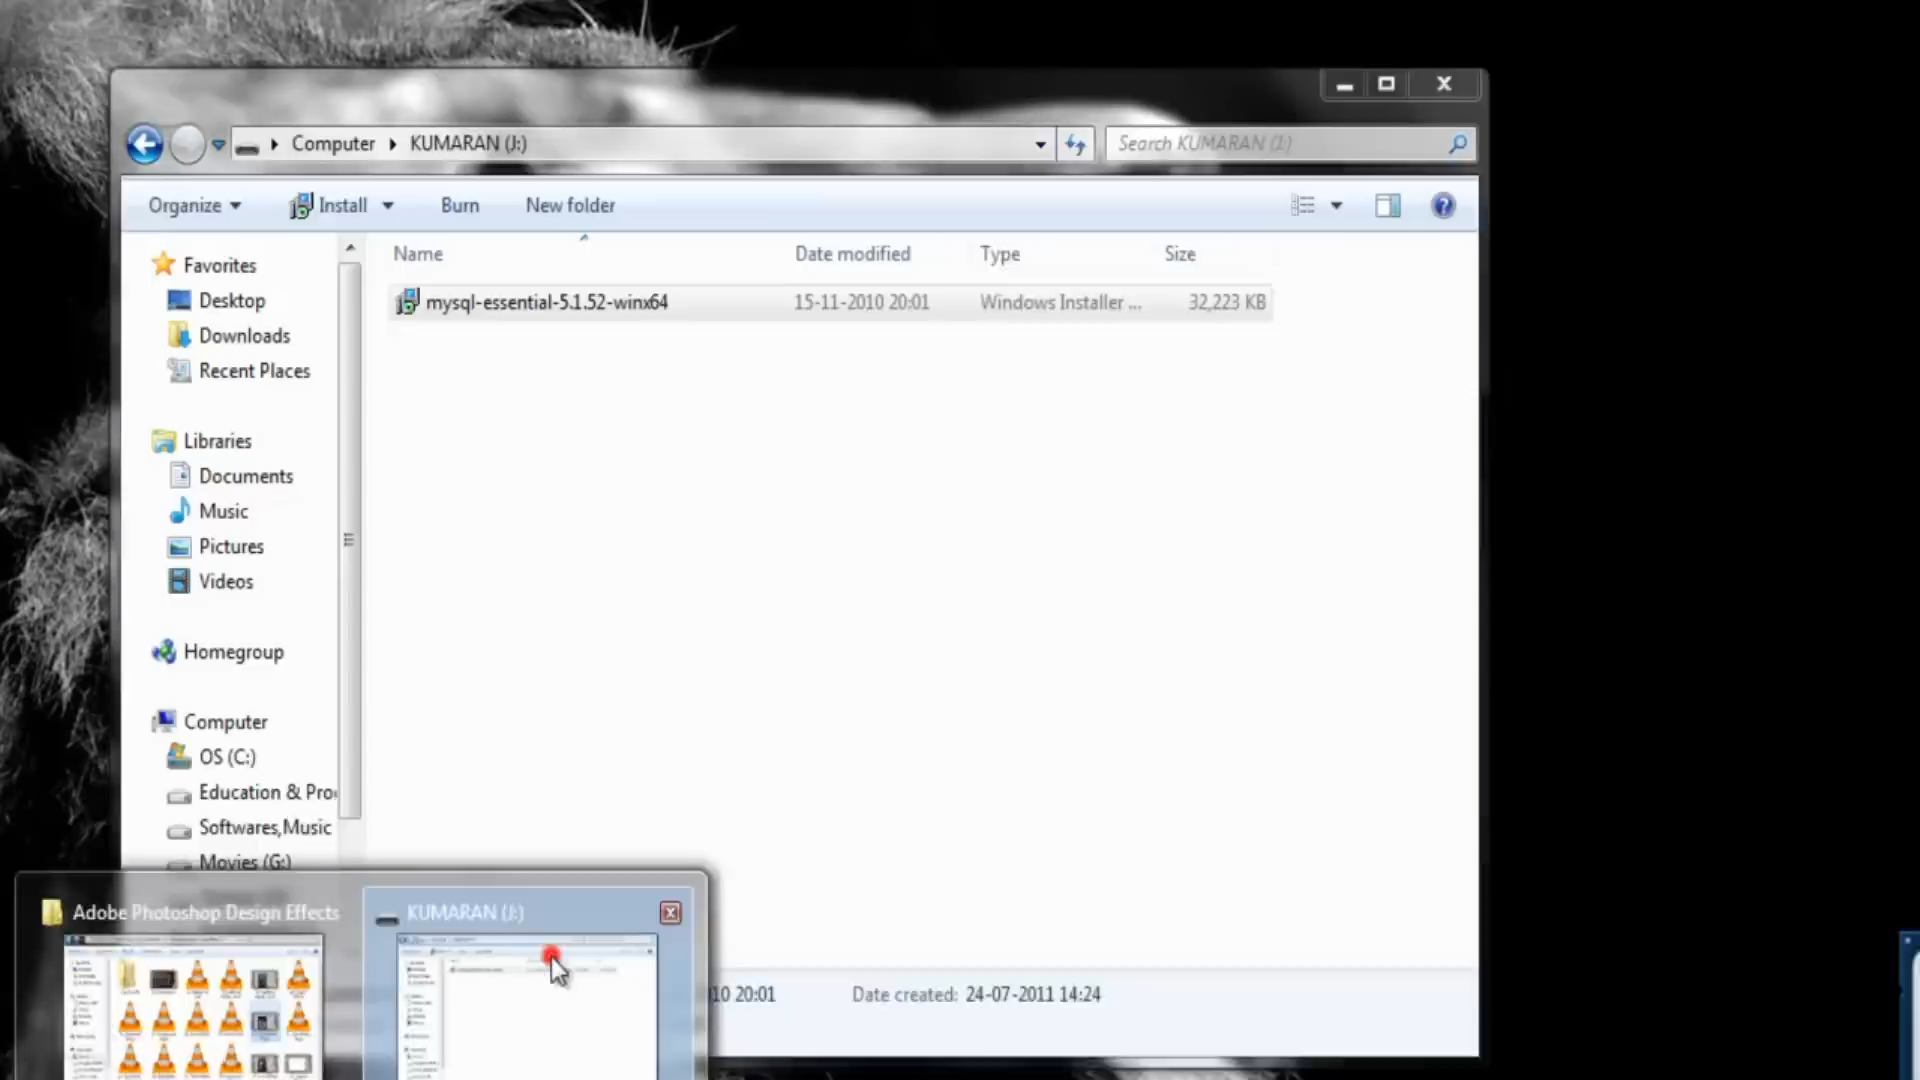 Computer KUMARAN (J:)
Search KUMARAN (J:)
Organize Install Burn New folder
Name Date modified Type Size
mysql-essential-5.1.52-winx64 15-11-2010 20:01 Windows Installer ... 32,223 KB
Favorites
Desktop
Downloads
Recent Places
Libraries
Documents
Music
Pictures
Videos
Homegroup
Computer
OS (C:)
Education & Pro
Softwares,Music
Movies (G:)
Adobe Photoshop Design Effects
KUMARAN (J:)
10 20:01 Date created: 24-07-2011 14:24